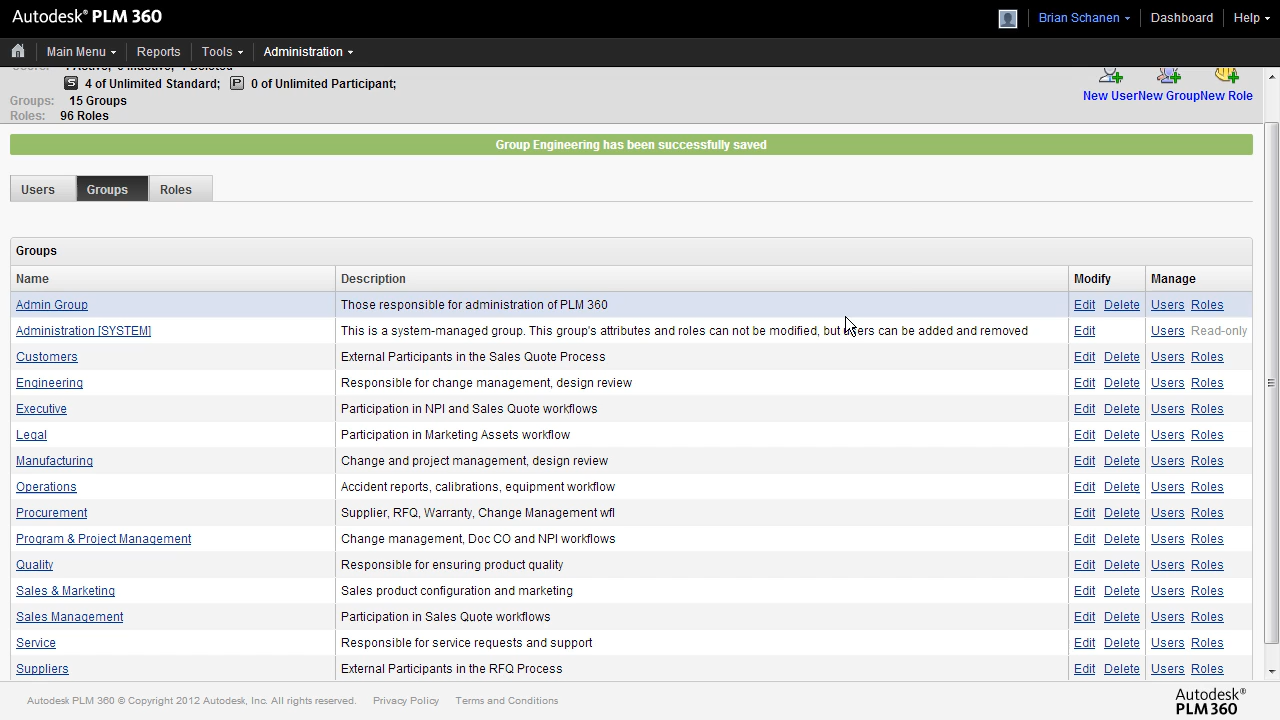 Autodesk® PLM 360
Brian Schanen
Dashboard
Help
Main Menu
Reports
Tools
Administration
S 4 of Unlimited Standard; P 0 of Unlimited Participant;
Groups: 15 Groups
Roles: 96 Roles
New User New Group New Role
Group Engineering has been successfully saved
Users Groups Roles
Groups
Name Description Modify Manage
Admin Group Those responsible for administration of PLM 360 Edit Delete Users Roles
Administration [SYSTEM] This is a system-managed group. This group's attributes and roles can not be modified, but users can be added and removed Edit Users Read-only
Customers External Participants in the Sales Quote Process Edit Delete Users Roles
Engineering Responsible for change management, design review Edit Delete Users Roles
Executive Participation in NPI and Sales Quote workflows Edit Delete Users Roles
Legal Participation in Marketing Assets workflow Edit Delete Users Roles
Manufacturing Change and project management, design review Edit Delete Users Roles
Operations Accident reports, calibrations, equipment workflow Edit Delete Users Roles
Procurement Supplier, RFQ, Warranty, Change Management wfl Edit Delete Users Roles
Program & Project Management Change management, Doc CO and NPI workflows Edit Delete Users Roles
Quality Responsible for ensuring product quality Edit Delete Users Roles
Sales & Marketing Sales product configuration and marketing Edit Delete Users Roles
Sales Management Participation in Sales Quote workflows Edit Delete Users Roles
Service Responsible for service requests and support Edit Delete Users Roles
Suppliers External Participants in the RFQ Process Edit Delete Users Roles
Autodesk PLM 360 © Copyright 2012 Autodesk, Inc. All rights reserved. Privacy Policy Terms and Conditions
Autodesk®
PLM 360